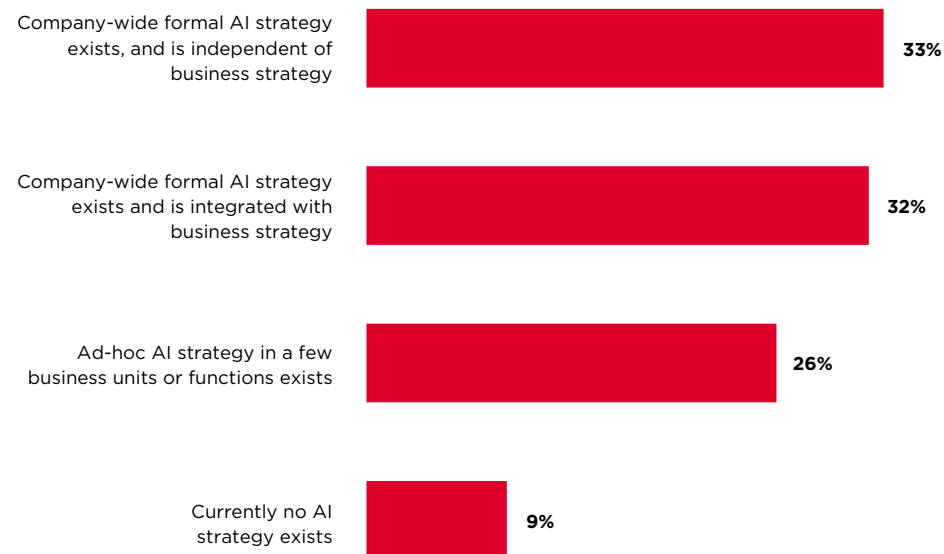 Company-wide formal AI strategy
exists, and is independent of
business strategy
33%
Company-wide formal AI strategy
exists and is integrated with
business strategy
32%
Ad-hoc AI strategy in a few
business units or functions exists
26%
Currently no AI
strategy exists
9%